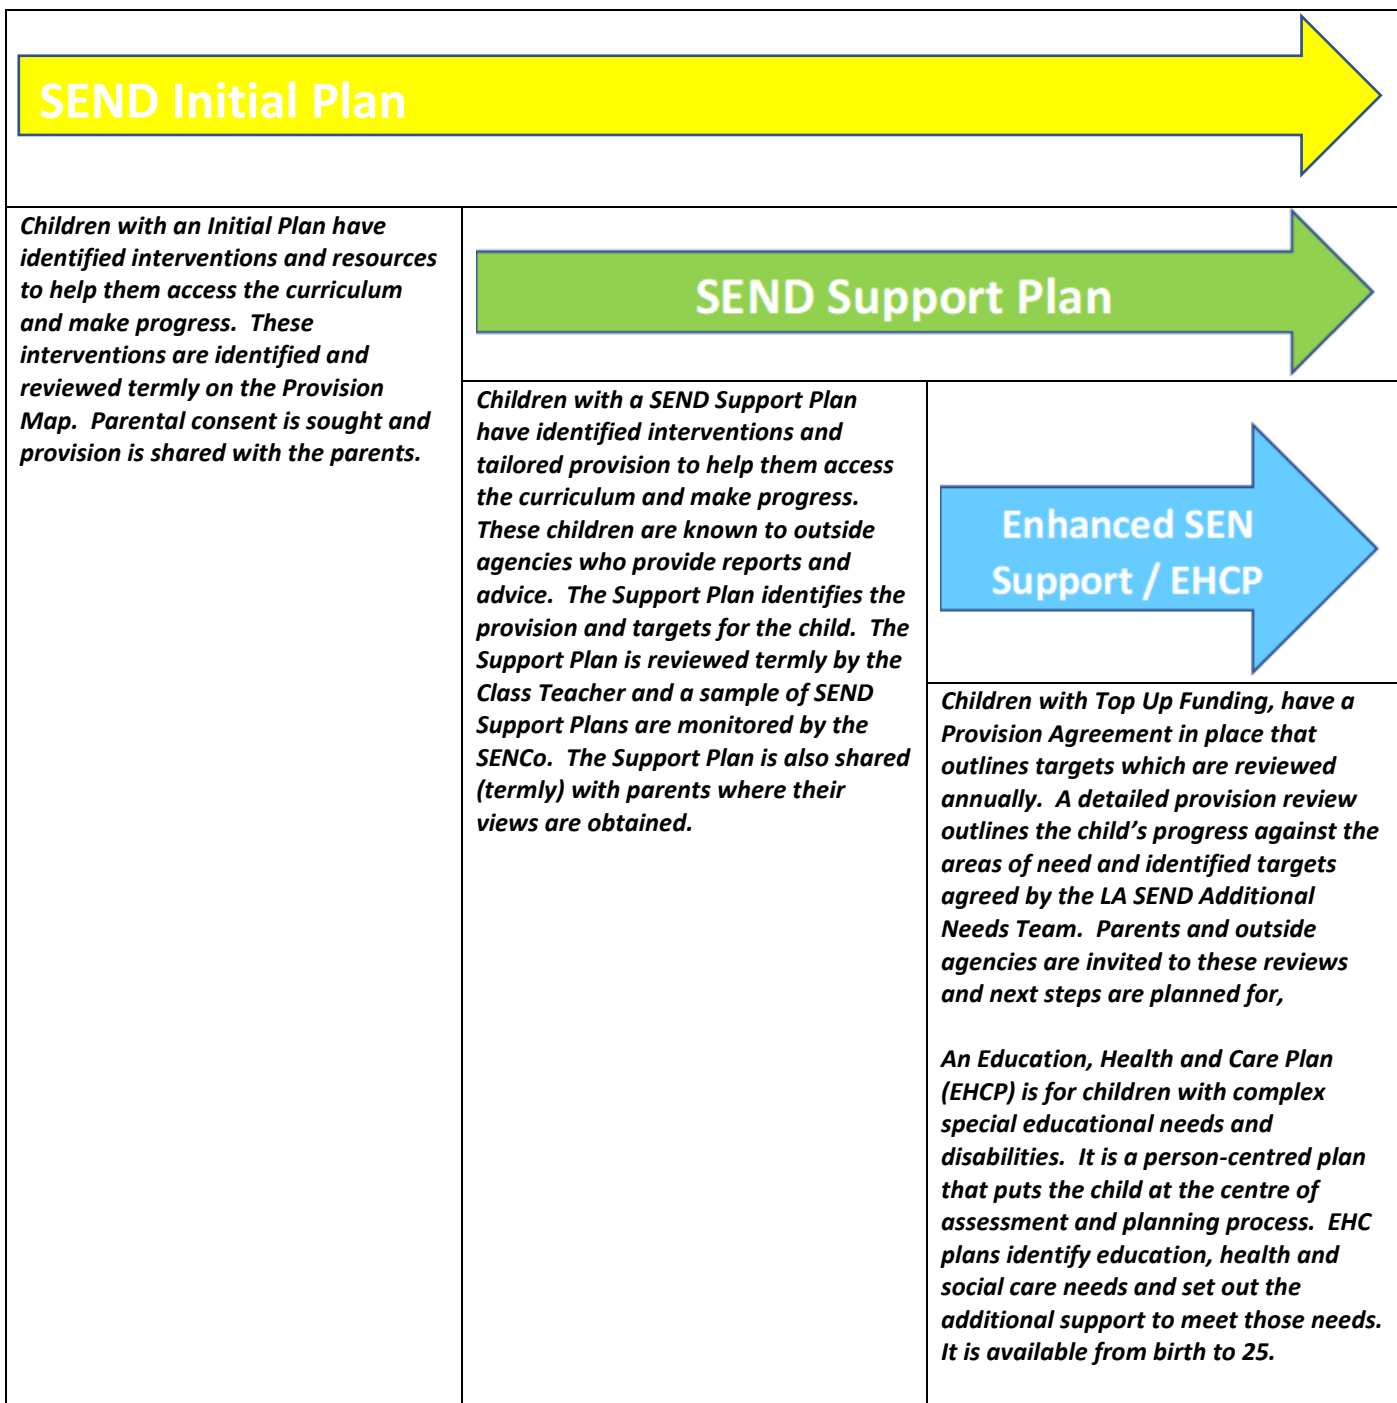 SEND Initial Plan
Children with an Initial Plan have
identified interventions and resources
to help them access the curriculum
and make progress.  These
interventions are identified and
reviewed termly on the Provision
Map.  Parental consent is sought and
provision is shared with the parents.
SEND Support Plan
Children with a SEND Support Plan
have identified interventions and
tailored provision to help them access
the curriculum and make progress.
These children are known to outside
agencies who provide reports and
advice.  The Support Plan identifies the
provision and targets for the child.  The
Support Plan is reviewed termly by the
Class Teacher and a sample of SEND
Support Plans are monitored by the
SENCo.  The Support Plan is also shared
(termly) with parents where their
views are obtained.
Enhanced SEN
Support / EHCP
Children with Top Up Funding, have a
Provision Agreement in place that
outlines targets which are reviewed
annually.  A detailed provision review
outlines the child’s progress against the
areas of need and identified targets
agreed by the LA SEND Additional
Needs Team.  Parents and outside
agencies are invited to these reviews
and next steps are planned for,
An Education, Health and Care Plan
(EHCP) is for children with complex
special educational needs and
disabilities.  It is a person-centred plan
that puts the child at the centre of
assessment and planning process.  EHC
plans identify education, health and
social care needs and set out the
additional support to meet those needs.
It is available from birth to 25.